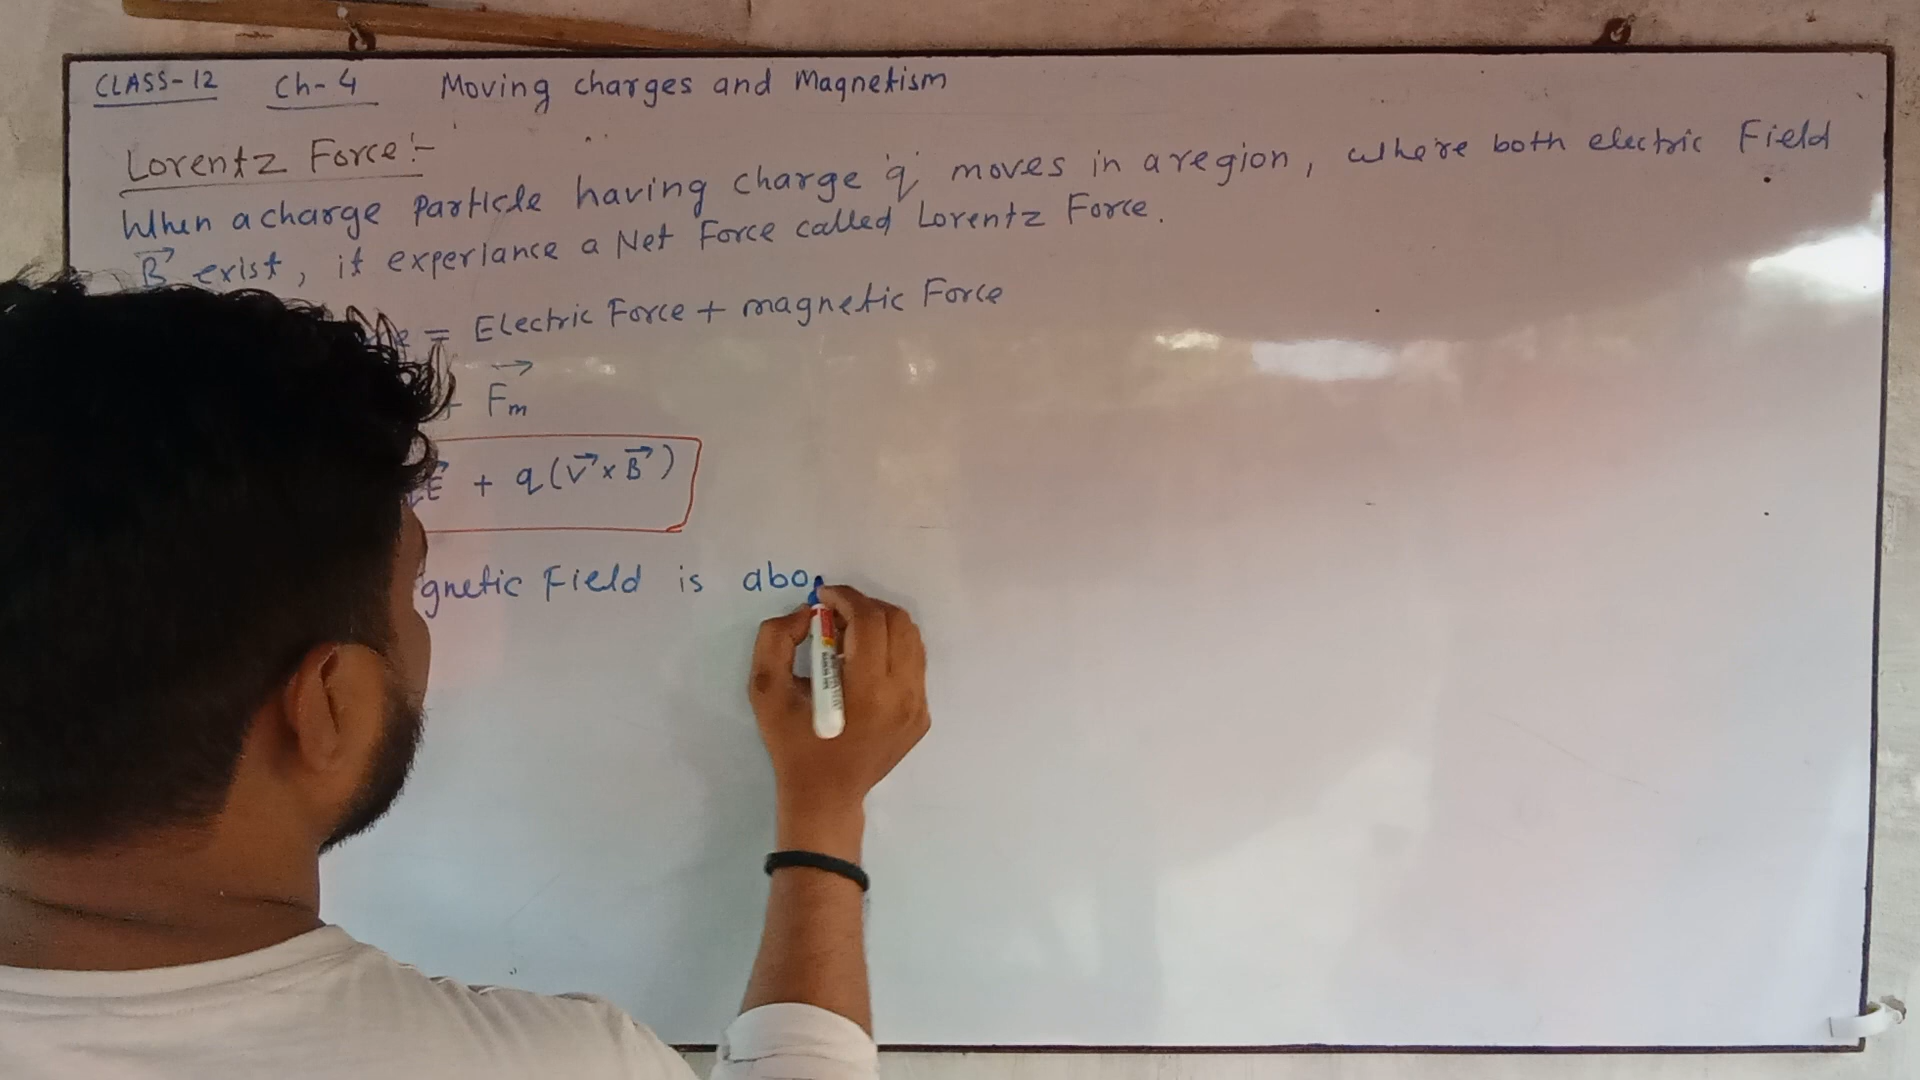 CLASS-12 Ch-4 Moving charges and Magnetism
Lorentz Force:-
When a charge particle having charge 'q' moves in a region, where both electric Field
B⃗ exist, it experiance a Net Force called Lorentz Force.
= Electric Force + magnetic Force
+ F⃗m
E⃗ + q(v⃗ × B⃗)
gnetic Field is abo